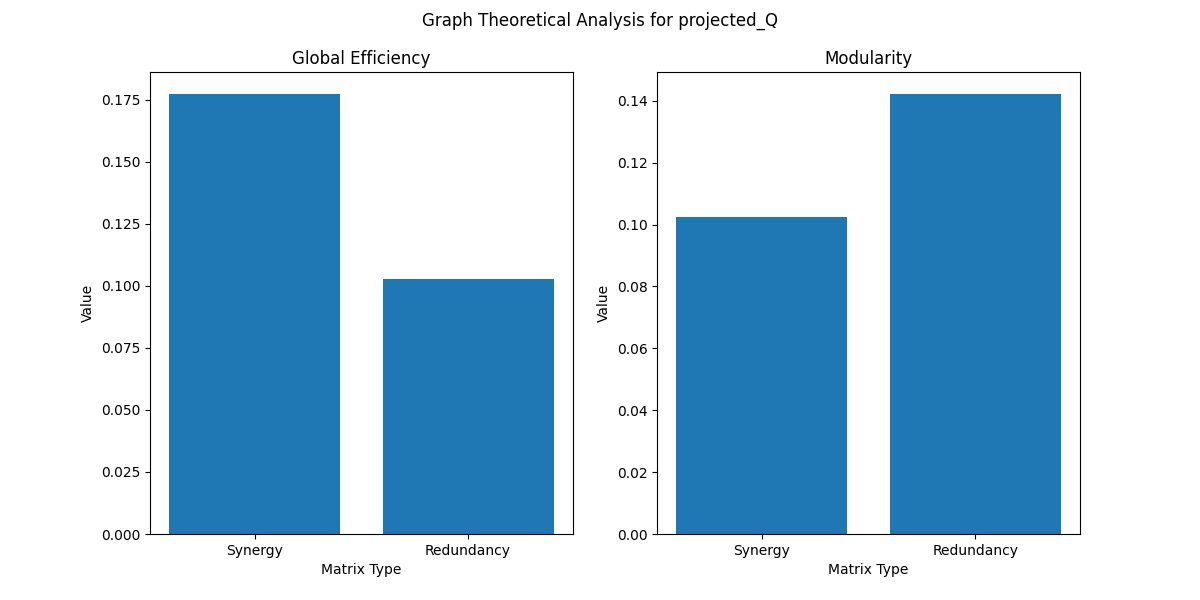 Graph Theoretical Analysis for projected_Q
Global Efficiency
0.175
0.150
0.125
0.100
0.075
0.050
0.025
0.000
Value
Synergy Redundancy
Matrix Type
Modularity
0.14
0.12
0.10
0.08
0.06
0.04
0.02
0.00
Value
Synergy Redundancy
Matrix Type